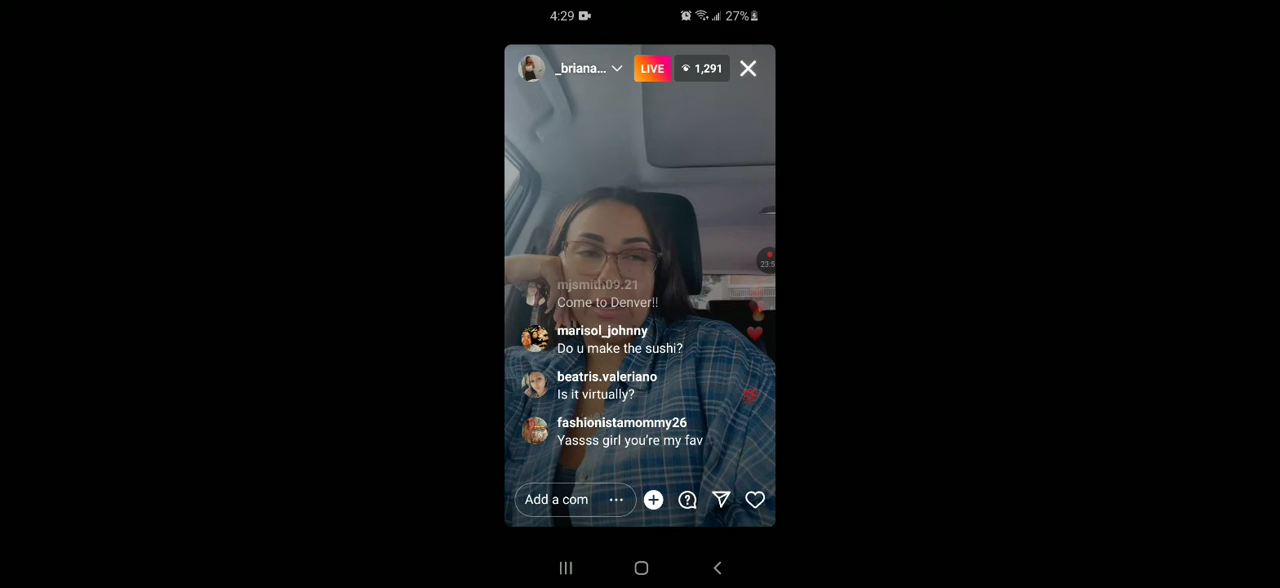 4:29
27%
_briana...
LIVE
1,291
mjsmith09.21
Come to Denver!!
marisol_johnny
Do u make the sushi?
beatris.valeriano
Is it virtually?
fashionistamommy26
Yassss girl you're my fav
Add a com